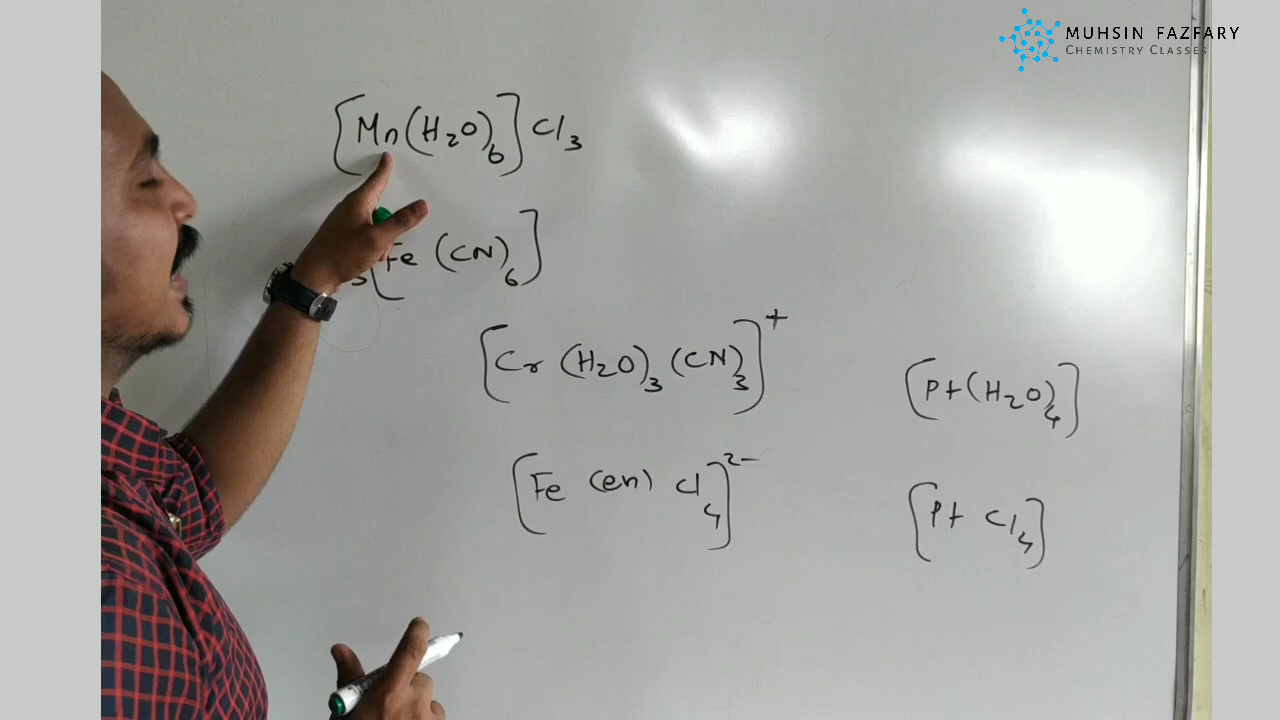 MUHSIN FAZFARY
CHEMISTRY CLASSES
[Mn(H₂O)₆]Cl₃
₃[Fe(CN)₆]
[Cr(H₂O)₃(CN)₃]⁺
[Pt(H₂O)₄]
[Fe(en)Cl₄]²⁻
[PtCl₄]